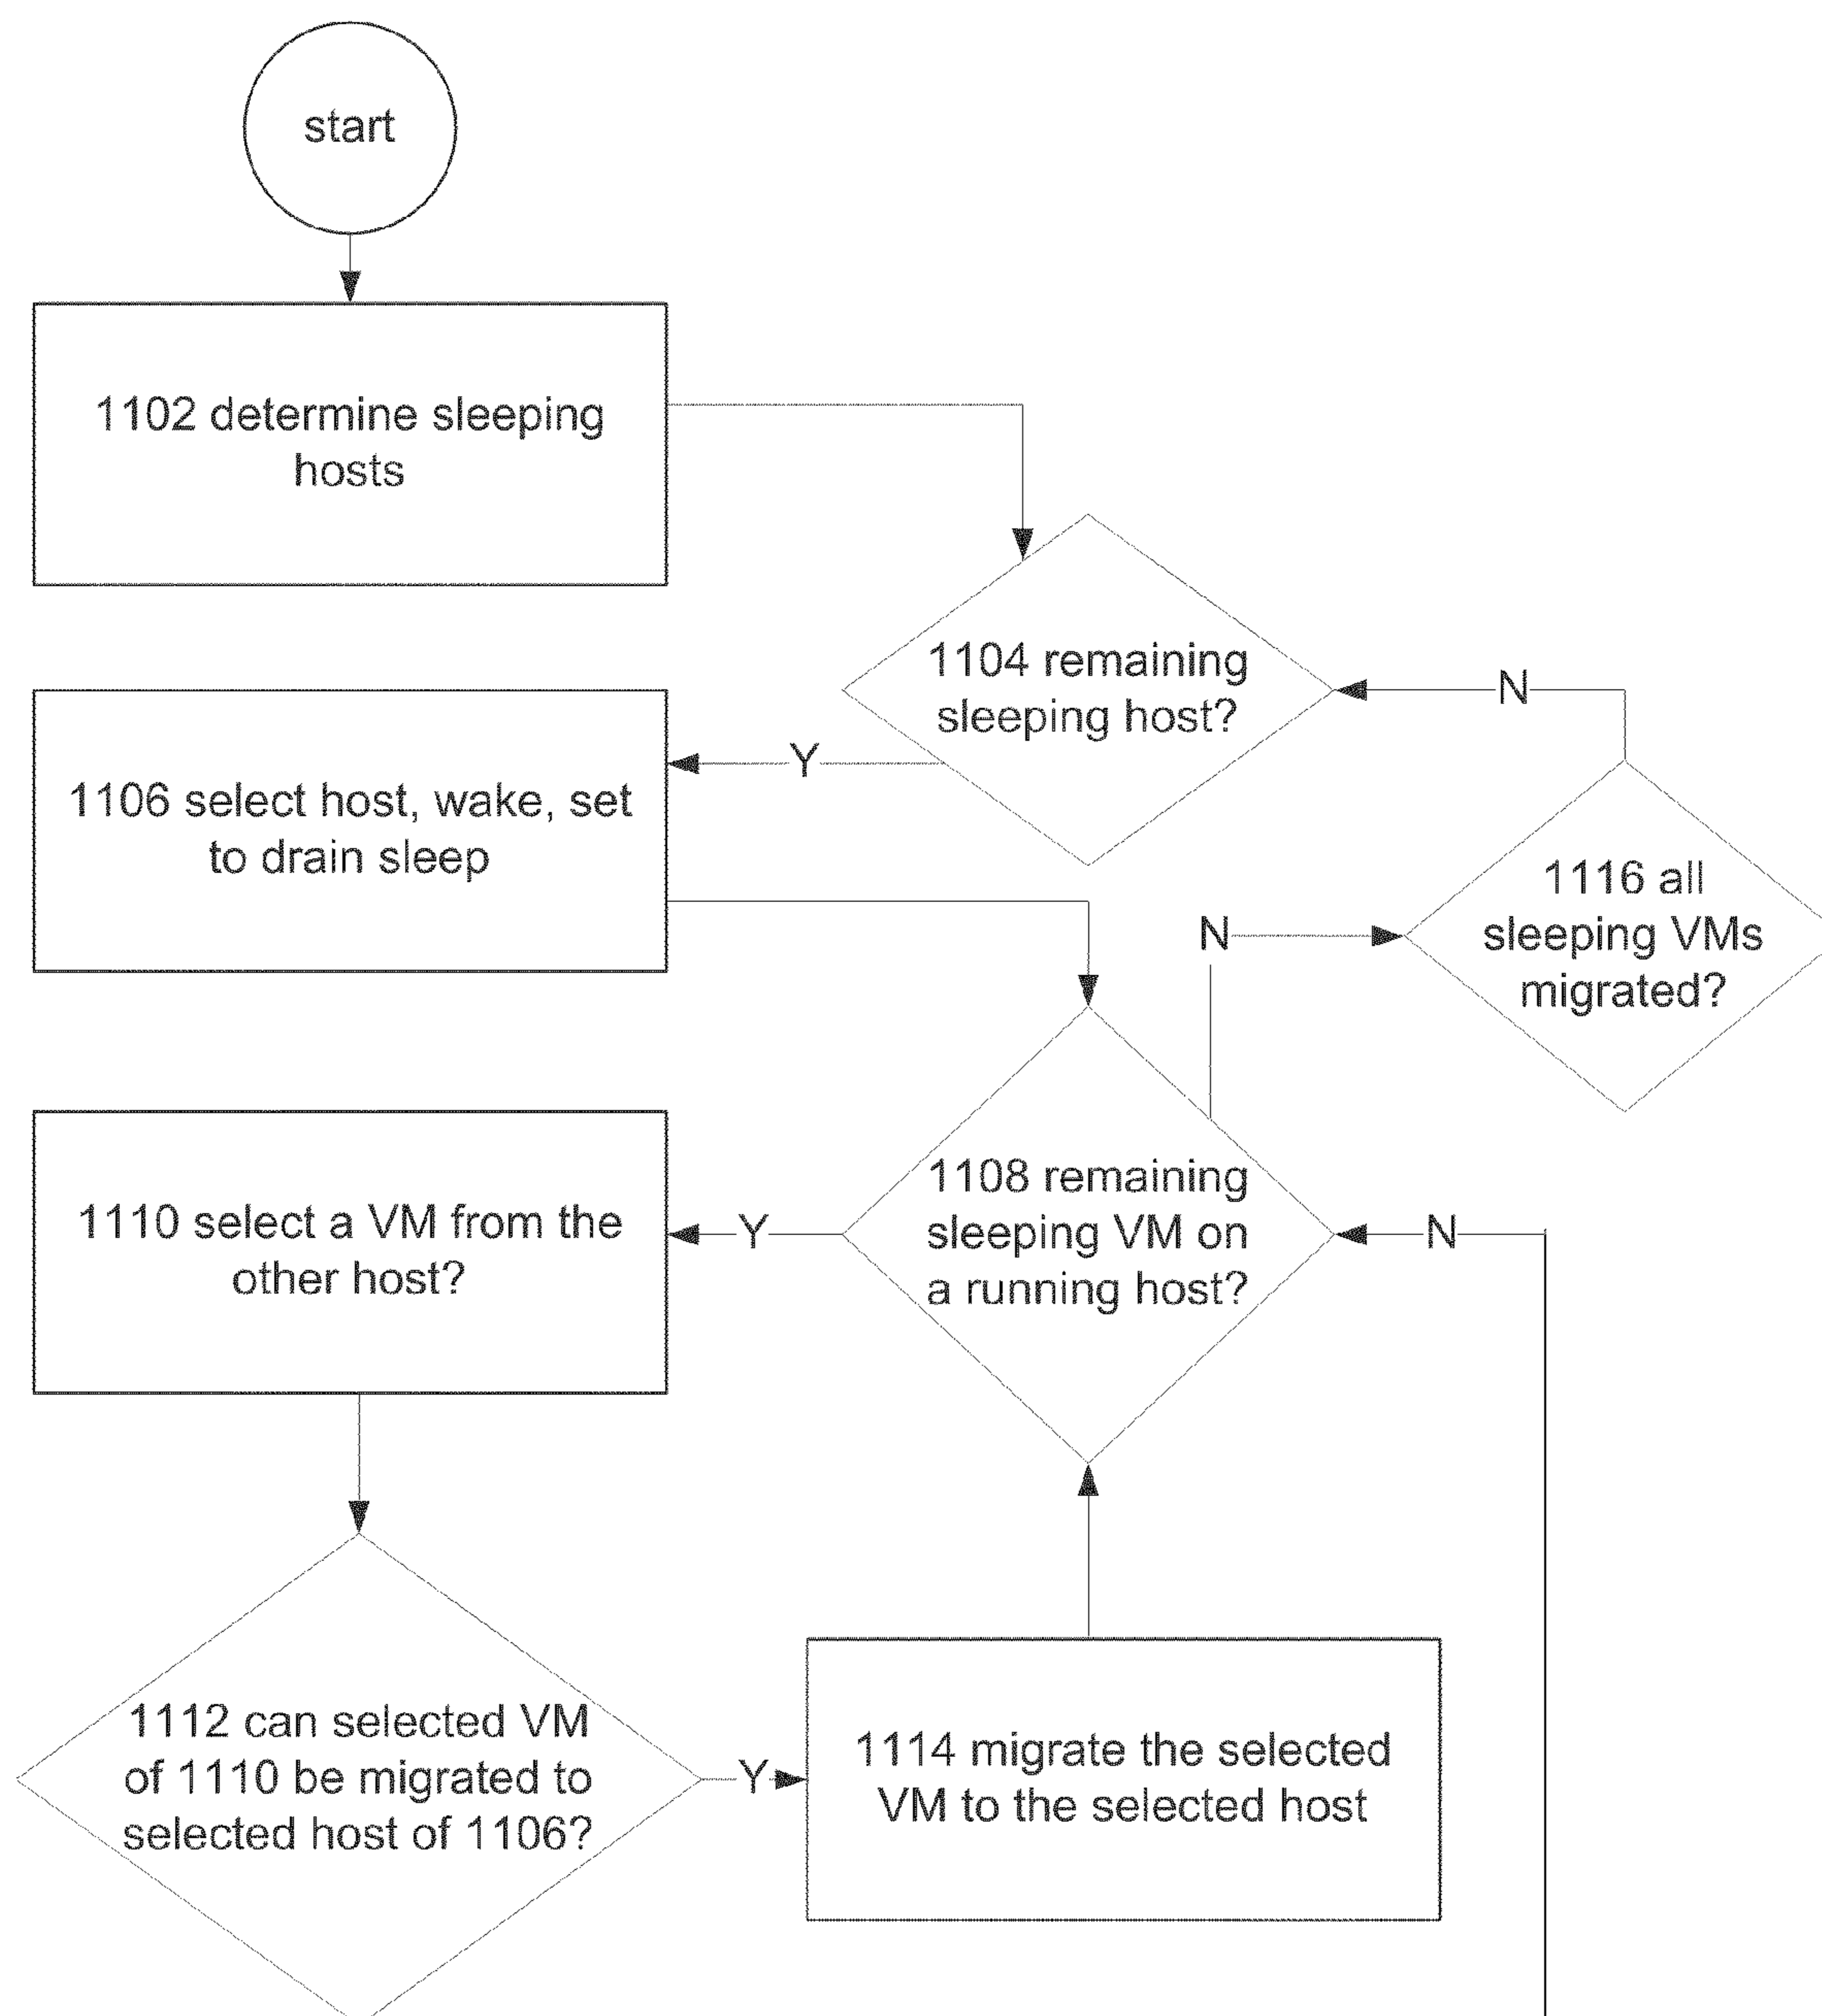 start
1102 determine sleeping
hosts
1104 remaining
sleeping host?
N
Y
1106 select host, wake, set
to drain sleep
1116 all
sleeping VMs
migrated?
N
1108 remaining
sleeping VM on
a running host?
1110 select a VM from the
other host?
Y
N
1112 can selected VM
of 1110 be migrated to
selected host of 1106?
Y
1114 migrate the selected
VM to the selected host